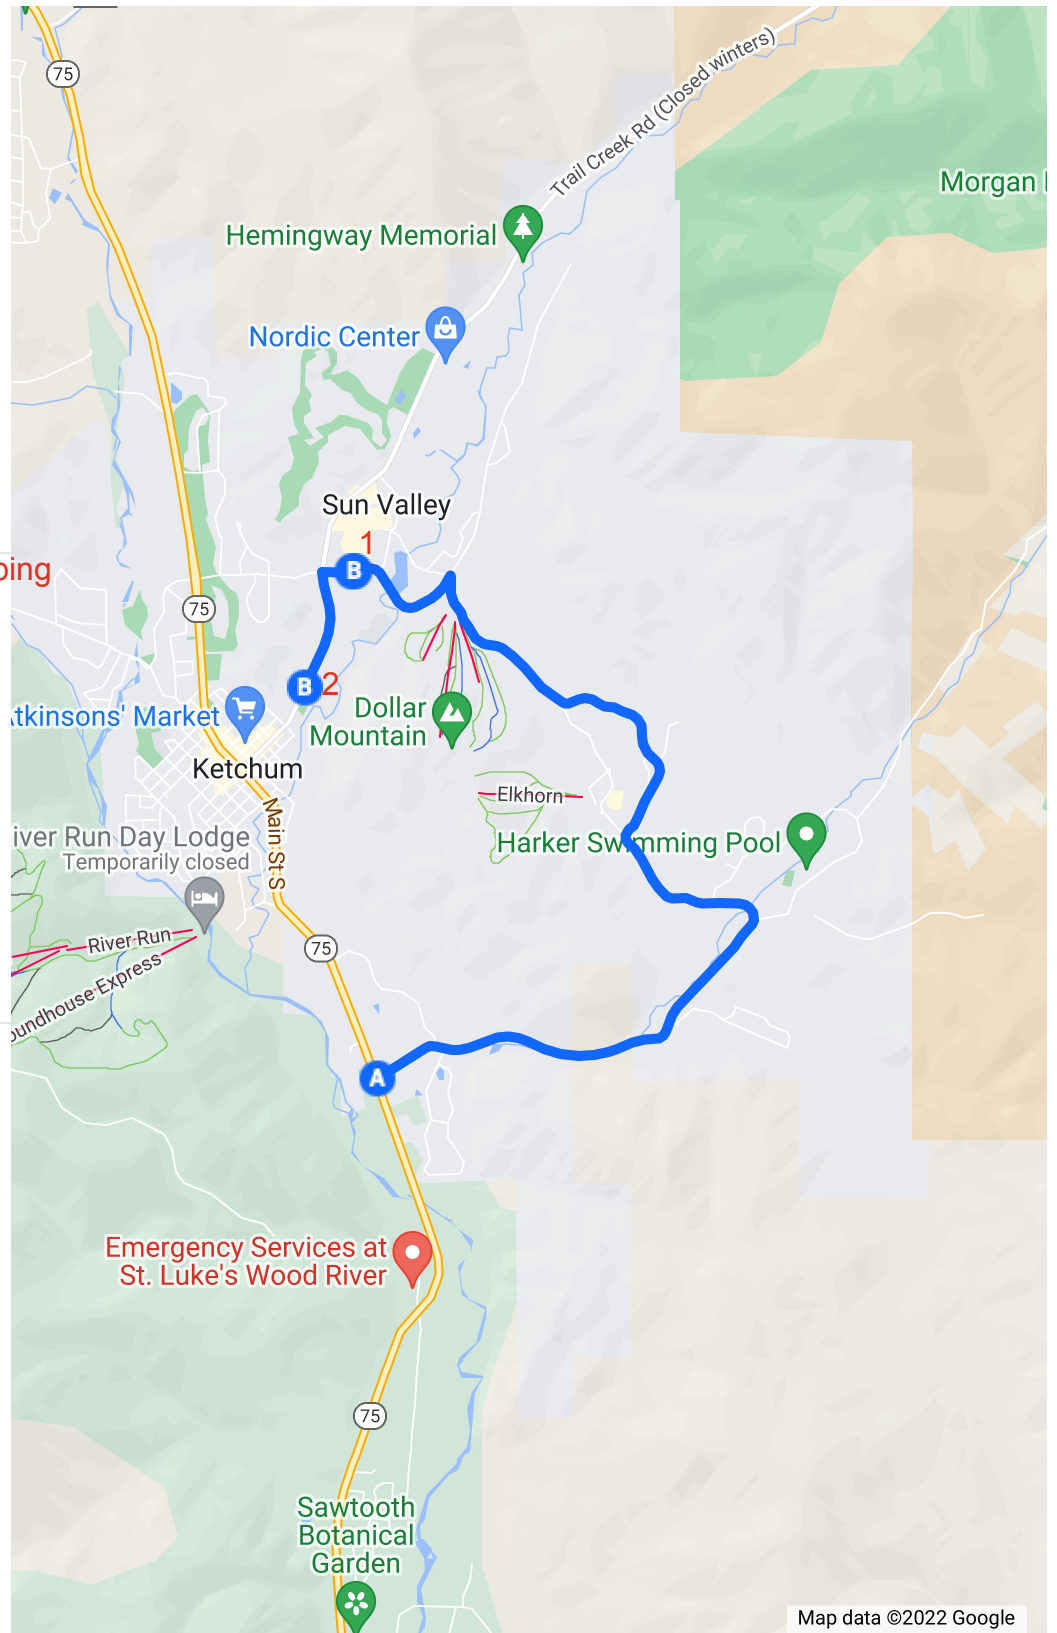 75
Trail Creek Rd (Closed winters)
Morgan
Hemingway Memorial
Nordic Center
Sun Valley
1
B
ping
75
B 2
Atkinsons' Market
Dollar
Mountain
Ketchum
Elkhorn
Main St S
River Run Day Lodge
Temporarily closed
Harker Swimming Pool
River Run
75
oundhouse Express
A
Emergency Services at
St. Luke's Wood River
75
Sawtooth
Botanical
Garden
Map data ©2022 Google